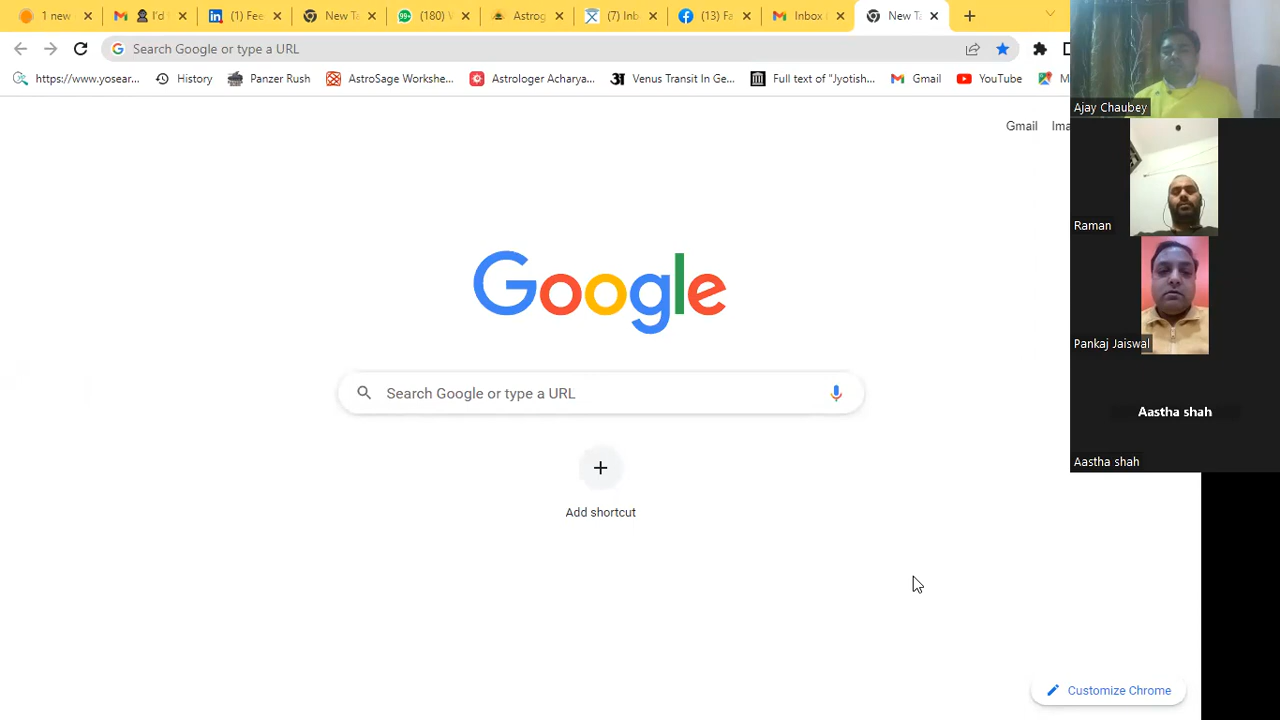 1 new
I'd
(1) Fee
New Ta
(180) W
Astrog
(7) Inb
(13) Fa
Inbox
New Ta
Search Google or type a URL
https://www.yosear...
History
Panzer Rush
AstroSage Workshe...
Astrologer Acharya...
Venus Transit In Ge...
Full text of "Jyotish...
Gmail
YouTube
M
Gmail
Ima
Google
Search Google or type a URL
Add shortcut
Customize Chrome
Ajay Chaubey
Raman
Pankaj Jaiswal
Aastha shah
Aastha shah